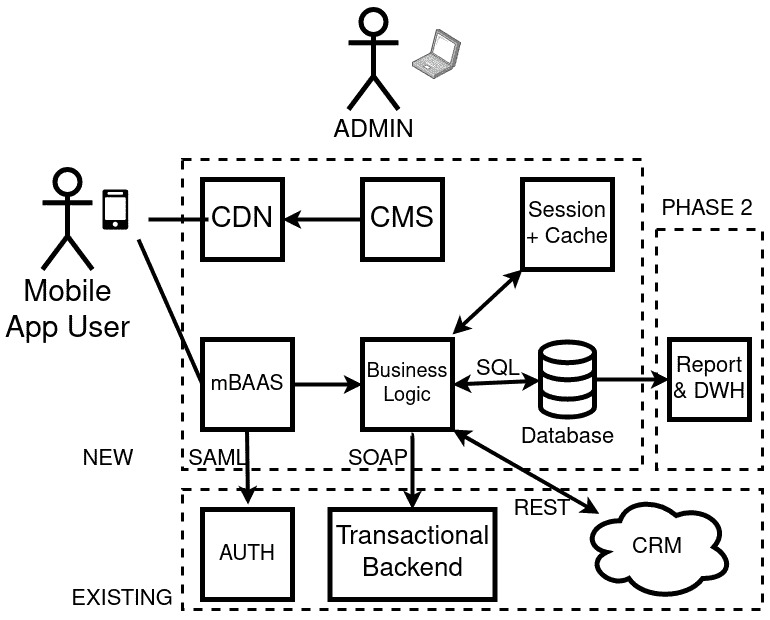 ADMIN
PHASE 2
CDN
CMS
Session
+ Cache
Mobile
App User
mBAAS
Business
Logic
SQL
Database
Report
& DWH
NEW
SAML
SOAP
REST
AUTH
Transactional
Backend
CRM
EXISTING